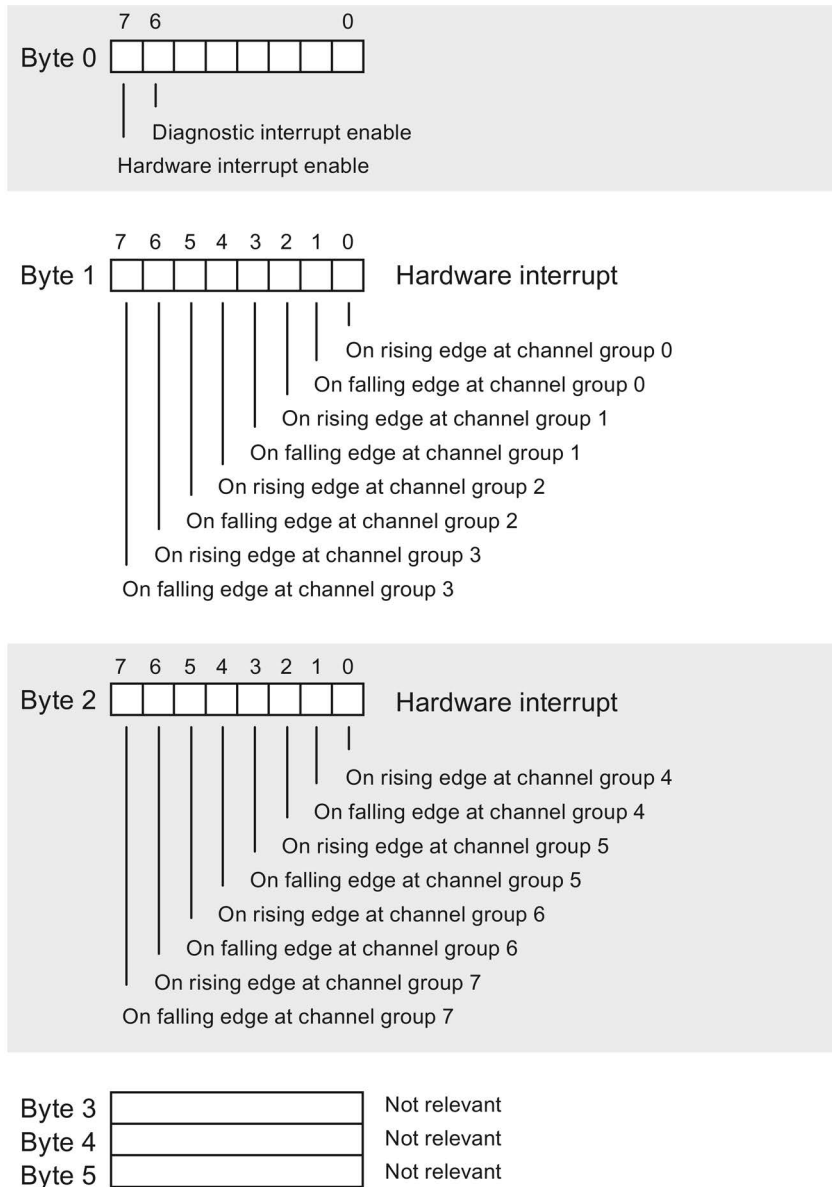 7 6 0
Byte 0
Diagnostic interrupt enable
Hardware interrupt enable
7 6 5 4 3 2 1 0
Byte 1 Hardware interrupt
On rising edge at channel group 0
On falling edge at channel group 0
On rising edge at channel group 1
On falling edge at channel group 1
On rising edge at channel group 2
On falling edge at channel group 2
On rising edge at channel group 3
On falling edge at channel group 3
7 6 5 4 3 2 1 0
Byte 2 Hardware interrupt
On rising edge at channel group 4
On falling edge at channel group 4
On rising edge at channel group 5
On falling edge at channel group 5
On rising edge at channel group 6
On falling edge at channel group 6
On rising edge at channel group 7
On falling edge at channel group 7
Byte 3 Not relevant
Byte 4 Not relevant
Byte 5 Not relevant